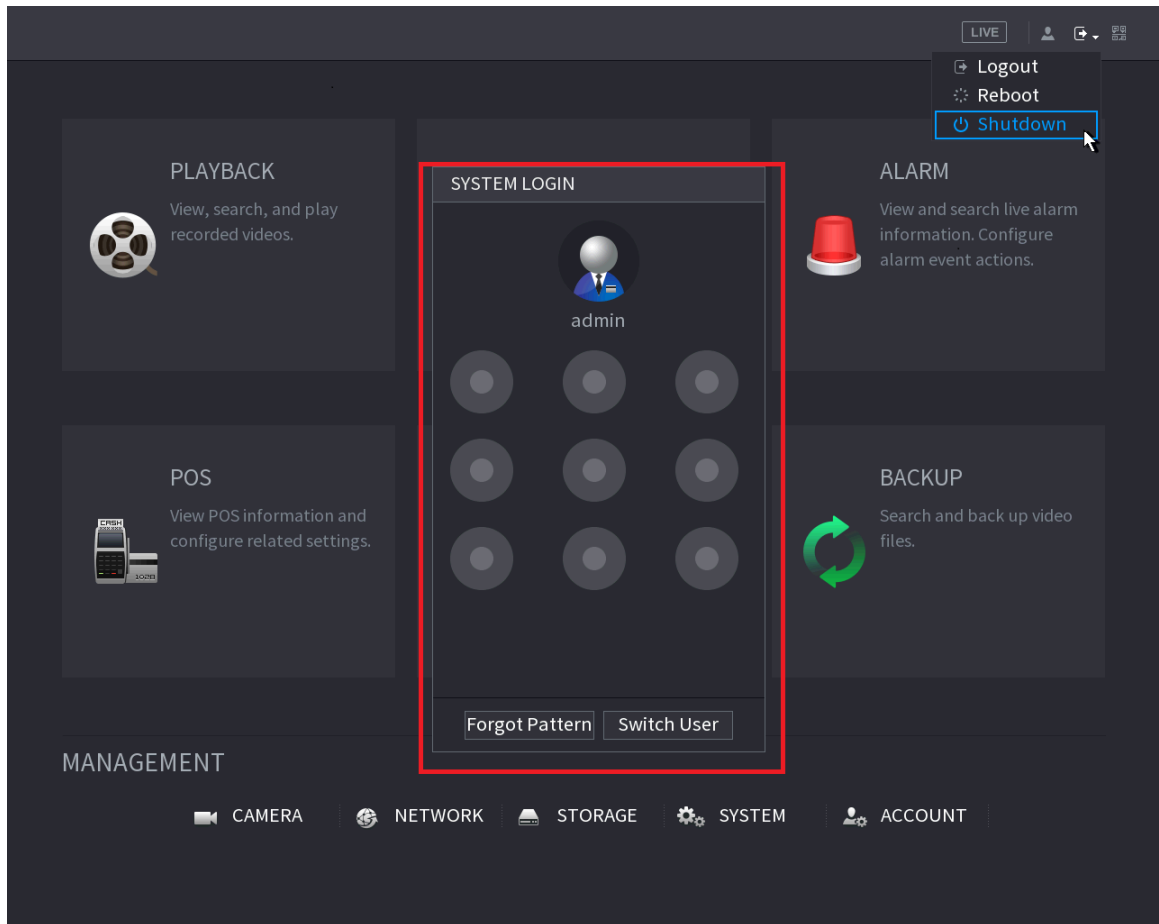 LIVE
Logout
Reboot
Shutdown
PLAYBACK
View, search, and play
recorded videos.
SYSTEM LOGIN
admin
Forgot Pattern
Switch User
ALARM
View and search live alarm
information. Configure
alarm event actions.
POS
View POS information and
configure related settings.
CASH
BACKUP
Search and back up video
files.
MANAGEMENT
CAMERA
NETWORK
STORAGE
SYSTEM
ACCOUNT